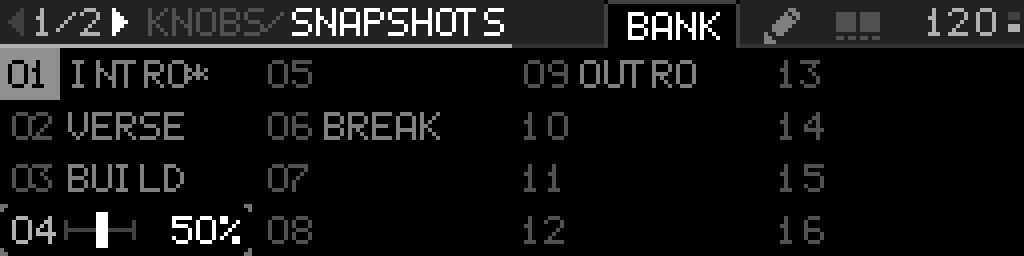 1/2 KNOBS/SNAPSHOTS BANK 120
01 INTRO* 05 09 OUTRO 13
02 VERSE 06 BREAK 10 14
03 BUILD 07 11 15
04 50% 08 12 16